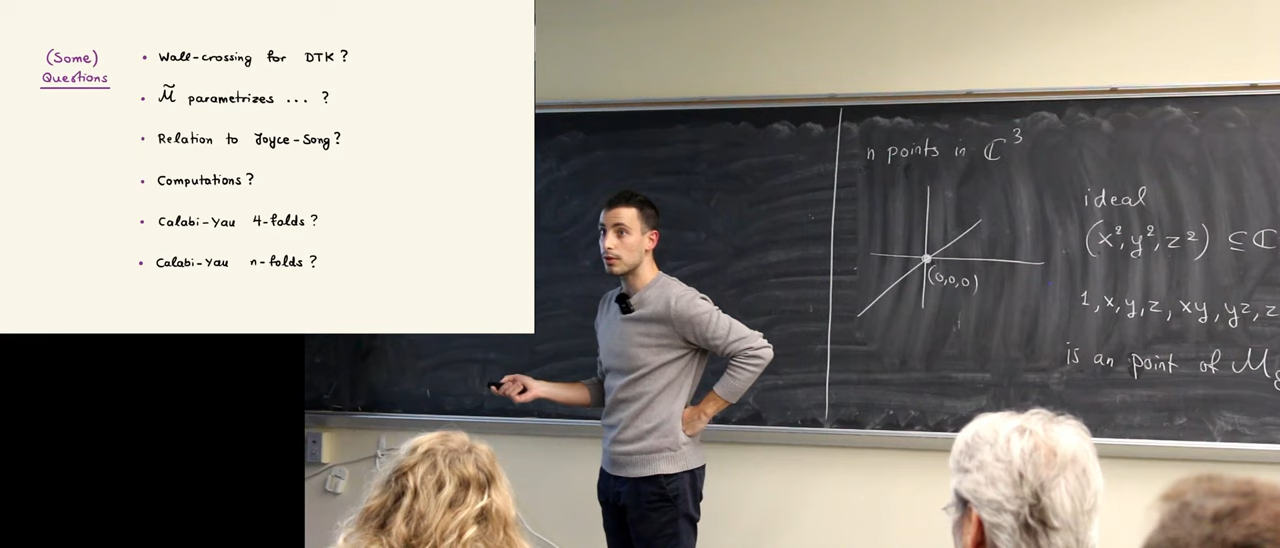 (Some)
Questions
• Wall-crossing for DTK?
• M̃ parametrizes ... ?
• Relation to Joyce-Song?
• Computations?
• Calabi-Yau 4-folds?
• Calabi-Yau n-folds?
n points in ℂ³
(0,0,0)
ideal
(x², y², z²) ⊆ ℂ
1, x, y, z, xy, yz, z
is an point of M₈